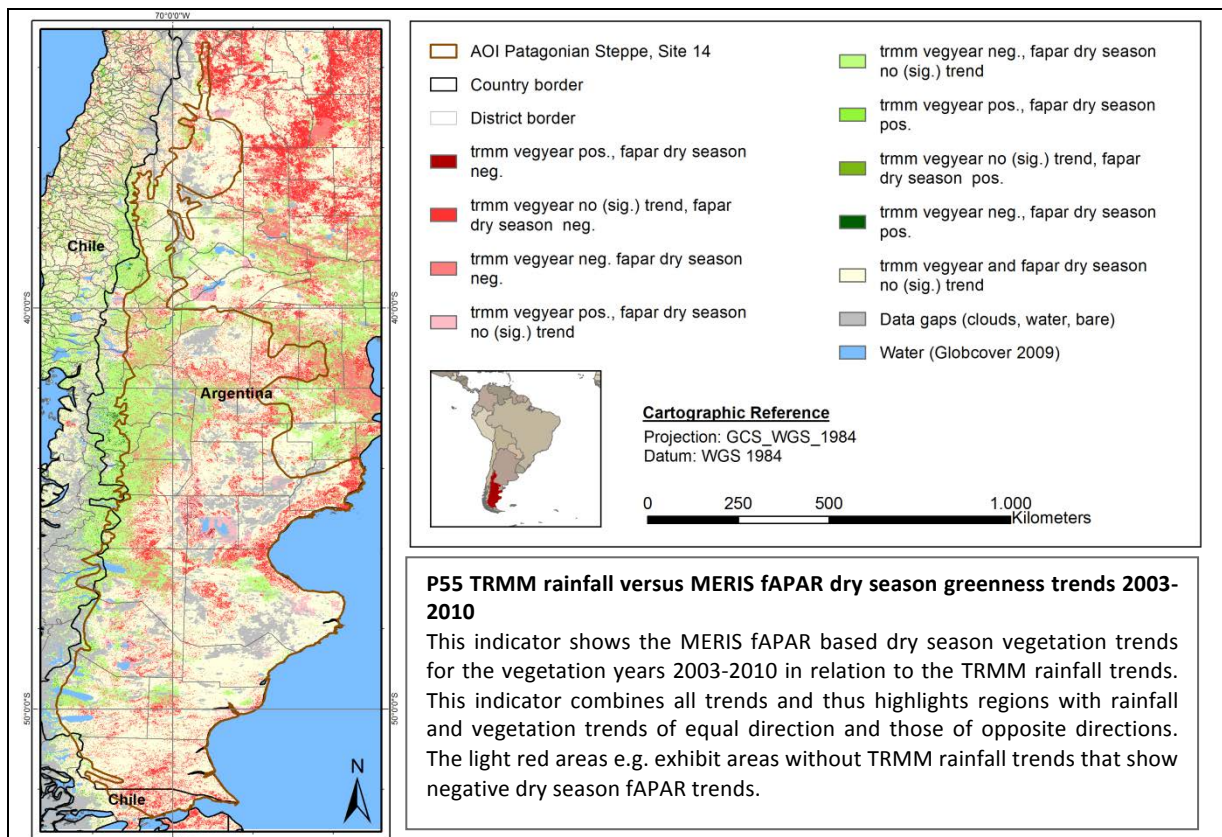 70°0'0"W
40°0'0"S
50°0'0"S
40°0'0"S
50°0'0"S
Chile
Argentina
Chile
N
AOI Patagonian Steppe, Site 14
Country border
District border
trmm vegyear pos., fapar dry season
neg.
trmm vegyear no (sig.) trend, fapar
dry season neg.
trmm vegyear neg. fapar dry season
neg.
trmm vegyear pos., fapar dry season
no (sig.) trend
trmm vegyear neg., fapar dry season
no (sig.) trend
trmm vegyear pos., fapar dry season
pos.
trmm vegyear no (sig.) trend, fapar
dry season pos.
trmm vegyear neg., fapar dry season
pos.
trmm vegyear and fapar dry season
no (sig.) trend
Data gaps (clouds, water, bare)
Water (Globcover 2009)
Cartographic Reference
Projection: GCS_WGS_1984
Datum: WGS 1984
0 250 500 1.000
Kilometers
P55 TRMM rainfall versus MERIS fAPAR dry season greenness trends 2003-
2010
This indicator shows the MERIS fAPAR based dry season vegetation trends
for the vegetation years 2003-2010 in relation to the TRMM rainfall trends.
This indicator combines all trends and thus highlights regions with rainfall
and vegetation trends of equal direction and those of opposite directions.
The light red areas e.g. exhibit areas without TRMM rainfall trends that show
negative dry season fAPAR trends.